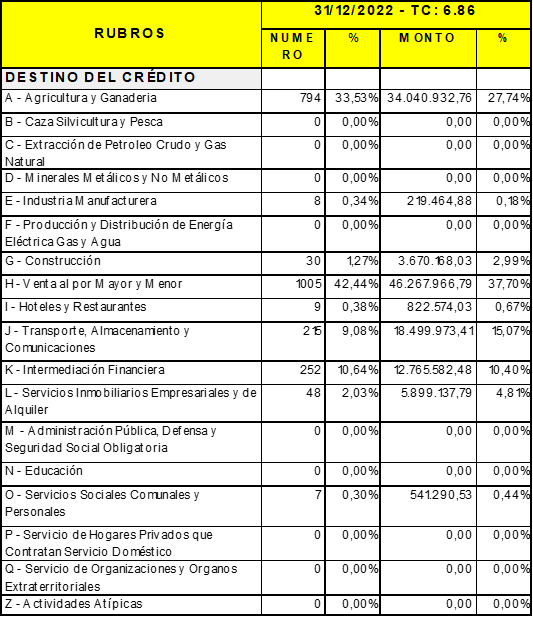 RUBROS
31/12/2022 - TC: 6.86
NUME
RO
%
MONTO
%
DESTINO DEL CRÉDITO
A - Agricultura y Ganaderia 794 33,53% 34.040.932,76 27,74%
B - Caza Silvicultura y Pesca 0 0,00% 0,00 0,00%
C - Extracción de Petroleo Crudo y Gas
Natural 0 0,00% 0,00 0,00%
D - Minerales Metálicos y No Metálicos 0 0,00% 0,00 0,00%
E - Industria Manufacturera 8 0,34% 219.464,88 0,18%
F - Producción y Distribución de Energía
Eléctrica Gas y Agua 0 0,00% 0,00 0,00%
G - Construcción 30 1,27% 3.670.168,03 2,99%
H - Venta al por Mayor y Menor 1005 42,44% 46.267.966,79 37,70%
I - Hoteles y Restaurantes 9 0,38% 822.574,03 0,67%
J - Transporte, Almacenamiento y
Comunicaciones 215 9,08% 18.499.973,41 15,07%
K - Intermediación Financiera 252 10,64% 12.765.582,48 10,40%
L - Servicios Inmobiliarios Empresariales y de
Alquiler 48 2,03% 5.899.137,79 4,81%
M - Administración Pública, Defensa y
Seguridad Social Obligatoria 0 0,00% 0,00 0,00%
N - Educación 0 0,00% 0,00 0,00%
O - Servicios Sociales Comunales y
Personales 7 0,30% 541.290,53 0,44%
P - Servicio de Hogares Privados que
Contratan Servicio Doméstico 0 0,00% 0,00 0,00%
Q - Servicio de Organizaciones y Organos
Extraterritoriales 0 0,00% 0,00 0,00%
Z - Actividades Atípicas 0 0,00% 0,00 0,00%